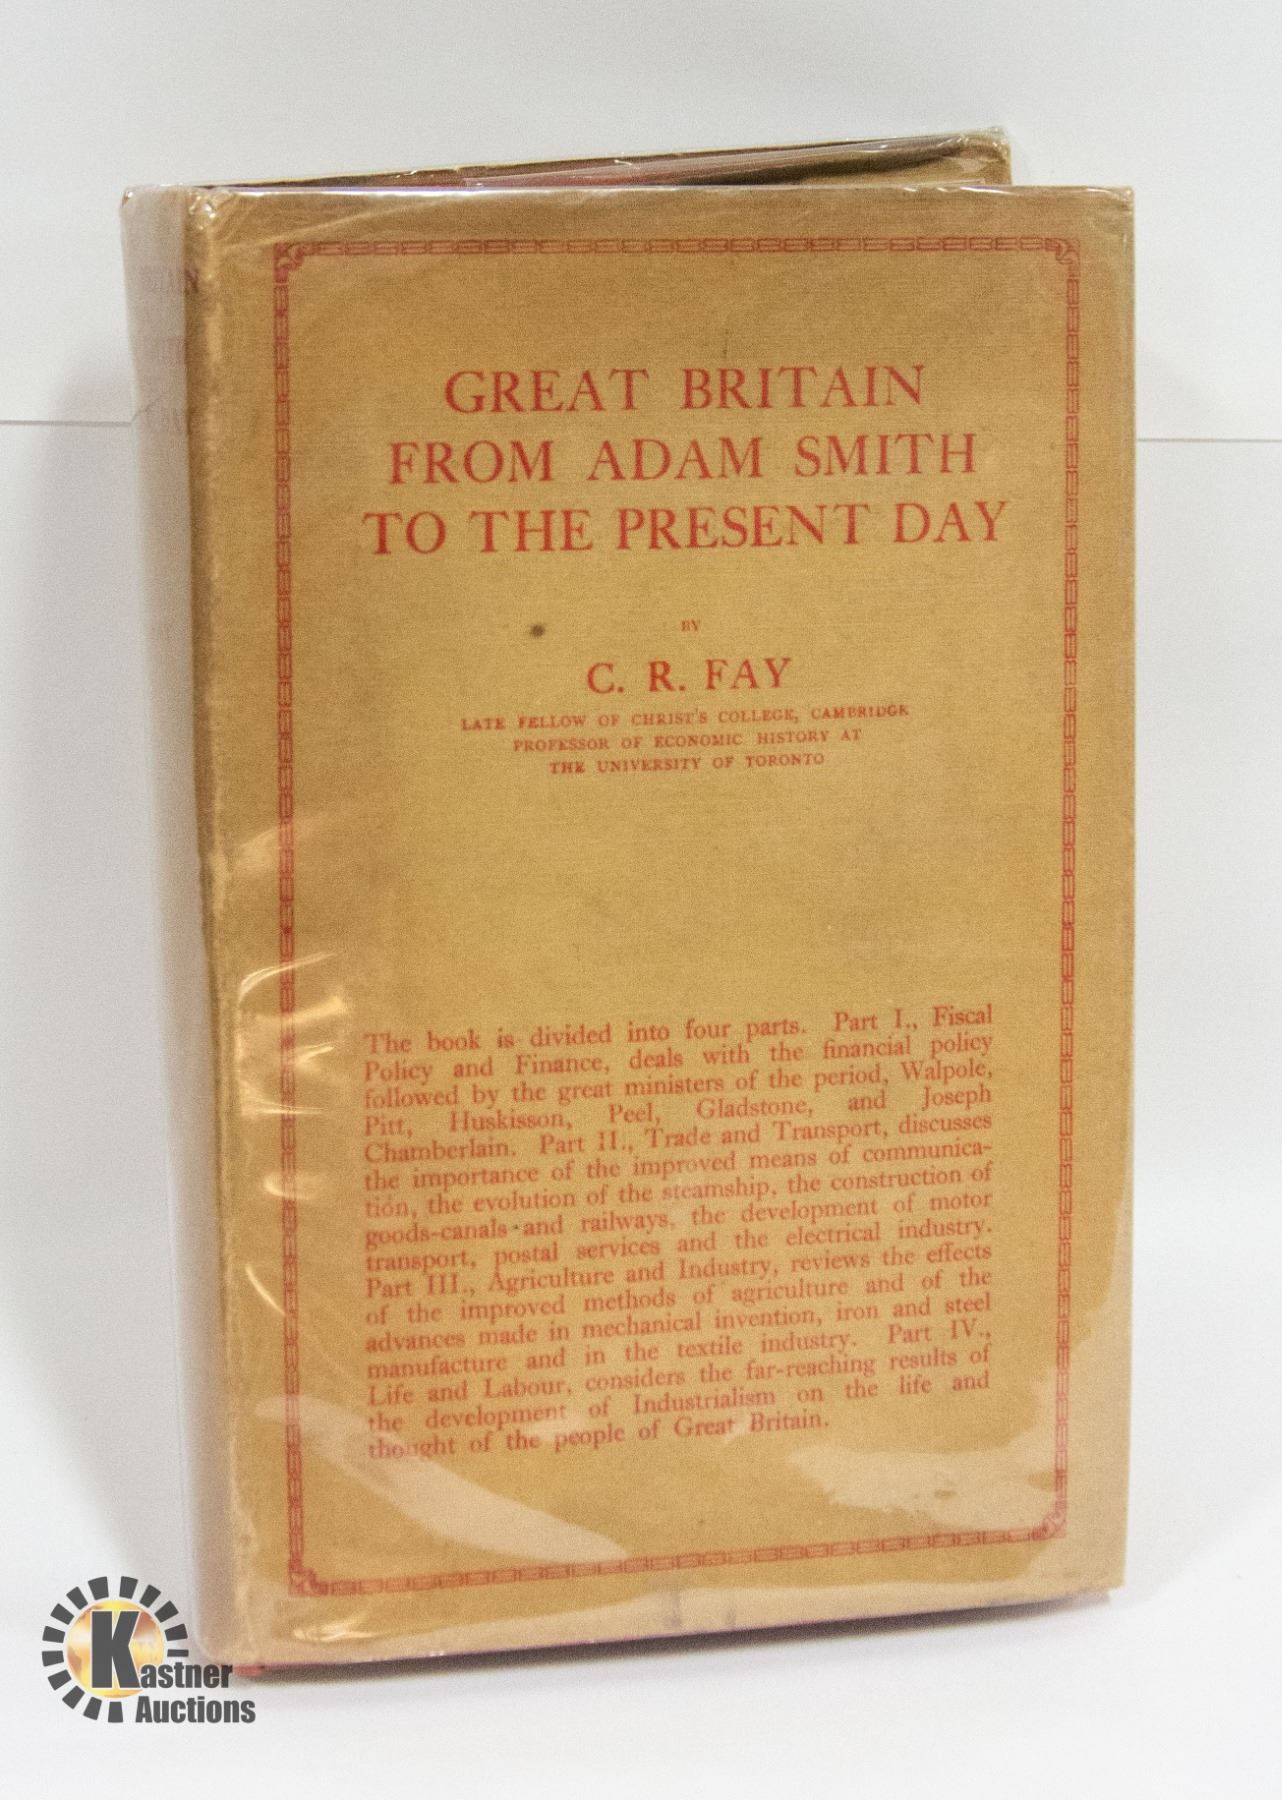 GREAT BRITAIN
FROM ADAM SMITH
TO THE PRESENT DAY
BY
C. R. FAY
LATE FELLOW OF CHRIST'S COLLEGE, CAMBRIDGE
PROFESSOR OF ECONOMIC HISTORY AT
THE UNIVERSITY OF TORONTO
The book is divided into four parts. Part I., Fiscal
Policy and Finance, deals with the financial policy
followed by the great ministers of the period, Walpole,
Pitt, Huskisson, Peel, Gladstone, and Joseph
Chamberlain. Part II., Trade and Transport, discusses
the importance of the improved means of communica-
tion, the evolution of the steamship, the construction of
goods-canals and railways, the development of motor
transport, postal services and the electrical industry.
Part III., Agriculture and Industry, reviews the effects
of the improved methods of agriculture and of the
advances made in mechanical invention, iron and steel
manufacture and in the textile industry. Part IV.,
Life and Labour, considers the far-reaching results of
the development of Industrialism on the life and
thought of the people of Great Britain.
Kastner
Auctions